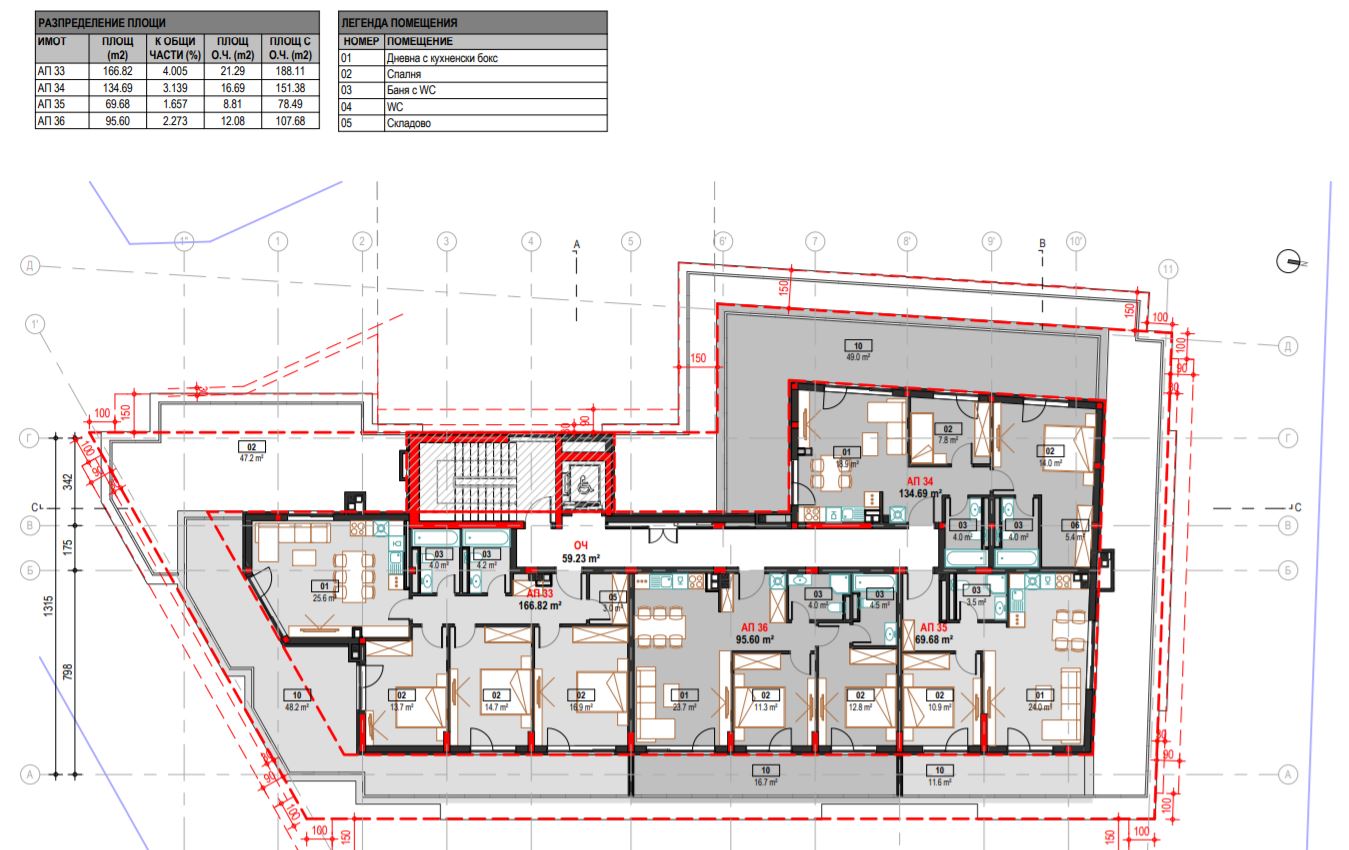 РАЗПРЕДЕЛЕНИЕ ПЛОЩИ
ИМОТ ПЛОЩ (m2) К ОБЩИ ЧАСТИ (%) ПЛОЩ О.Ч. (m2) ПЛОЩ С О.Ч. (m2)
АП 33 166.82 4.005 21.29 188.11
АП 34 134.69 3.139 16.69 151.38
АП 35 69.68 1.657 8.81 78.49
АП 36 95.60 2.273 12.08 107.68
ЛЕГЕНДА ПОМЕЩЕНИЯ
НОМЕР ПОМЕЩЕНИЕ
01 Дневна с кухненски бокс
02 Спалня
03 Баня с WC
04 WC
05 Складово
1'' 1 2 3 4 A 5 6' 7 8' 9' B 10' 11
Д
1'
N
150
150
100
100
90
80
Д
10
49.0 m²
150
100
150
90
Г
Г
02
47.2 m²
02
7.8 m²
02
14.0 m²
01
АП 34
134.69 m²
342
C
C
В
В
175
ОЧ
59.23 m²
03
4.0 m²
03
4.2 m²
03
4.0 m²
03
4.0 m²
06
5.4 m²
Б
Б
1315
01
25.6 m²
АП 33
166.82 m²
05
3.0 m²
03
4.0 m²
03
4.5 m²
03
3.5 m²
АП 36
95.60 m²
АП 35
69.68 m²
798
10
48.2 m²
02
13.7 m²
02
14.7 m²
02
16.9 m²
01
23.7 m²
02
11.3 m²
02
12.8 m²
02
10.9 m²
01
24.0 m²
А
А
10
16.7 m²
10
11.6 m²
90
90
100
100
100
150
150
100